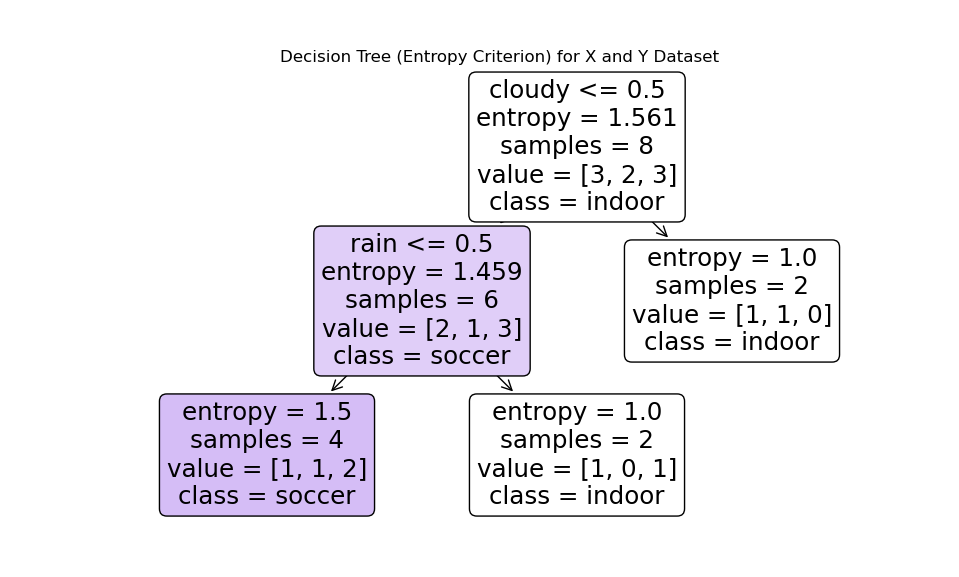 Decision Tree (Entropy Criterion) for X and Y Dataset
cloudy <= 0.5
entropy = 1.561
samples = 8
value = [3, 2, 3]
class = indoor
rain <= 0.5
entropy = 1.459
samples = 6
value = [2, 1, 3]
class = soccer
entropy = 1.0
samples = 2
value = [1, 1, 0]
class = indoor
entropy = 1.5
samples = 4
value = [1, 1, 2]
class = soccer
entropy = 1.0
samples = 2
value = [1, 0, 1]
class = indoor